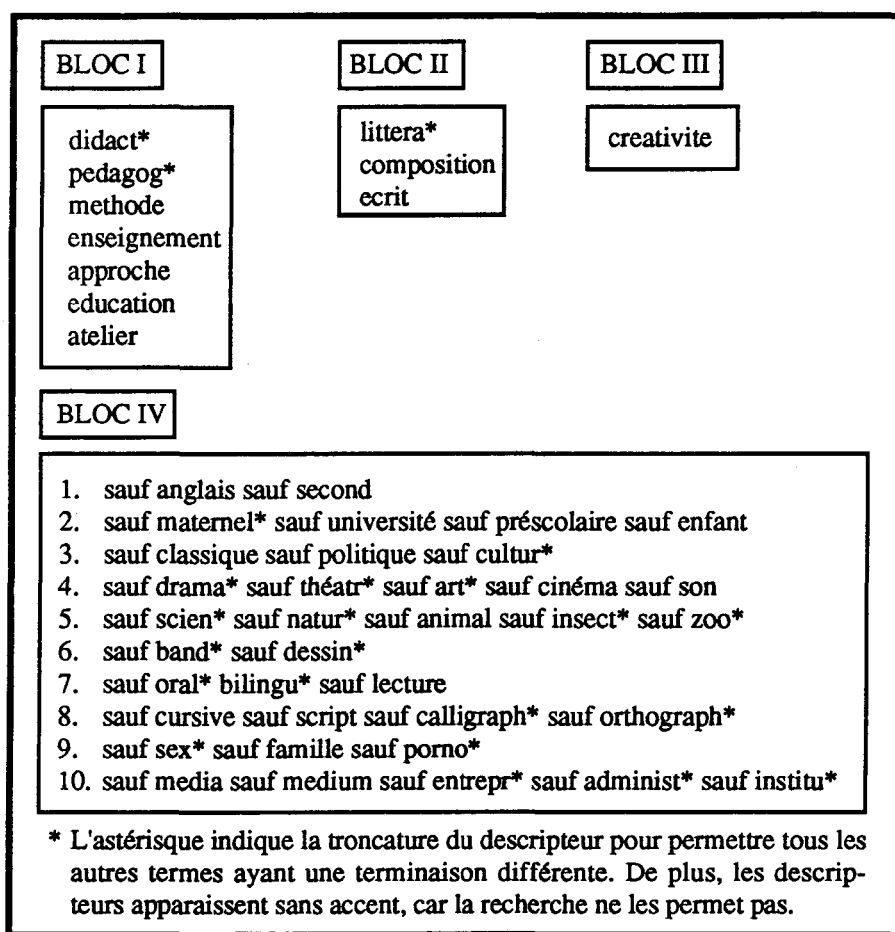 BLOC I
BLOC II
BLOC III
didact*
pedagog*
methode
enseignement
approche
education
atelier
littera*
composition
ecrit
creativite
BLOC IV
1. sauf anglais sauf second
2. sauf maternel* sauf université sauf préscolaire sauf enfant
3. sauf classique sauf politique sauf cultur*
4. sauf drama* sauf théatr* sauf art* sauf cinéma sauf son
5. sauf scien* sauf natur* sauf animal sauf insect* sauf zoo*
6. sauf band* sauf dessin*
7. sauf oral* bilingu* sauf lecture
8. sauf cursive sauf script sauf calligraph* sauf orthograph*
9. sauf sex* sauf famille sauf porno*
10. sauf media sauf medium sauf entrepr* sauf administ* sauf institu*
* L'astérisque indique la troncature du descripteur pour permettre tous les
autres termes ayant une terminaison différente. De plus, les descrip-
teurs apparaissent sans accent, car la recherche ne les permet pas.